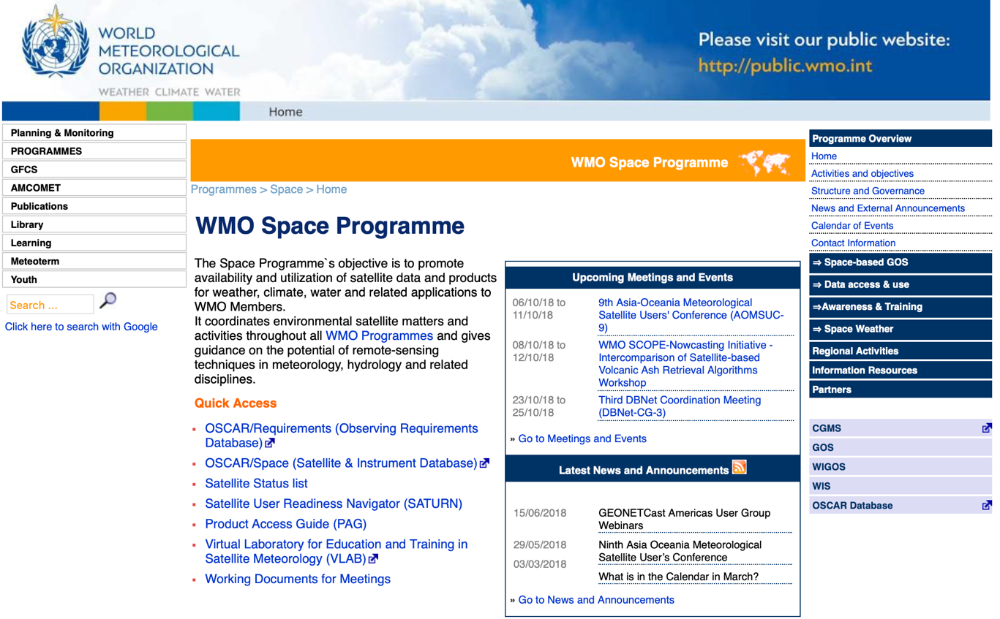 WORLD
METEOROLOGICAL
ORGANIZATION
WEATHER CLIMATE WATER
Please visit our public website:
http://public.wmo.int
Home
Planning & Monitoring
PROGRAMMES
GFCS
AMCOMET
Publications
Library
Learning
Meteoterm
Youth
Search ...
Click here to search with Google
WMO Space Programme
Programmes > Space > Home
WMO Space Programme
The Space Programme`s objective is to promote
availability and utilization of satellite data and products
for weather, climate, water and related applications to
WMO Members.
It coordinates environmental satellite matters and
activities throughout all WMO Programmes and gives
guidance on the potential of remote-sensing
techniques in meteorology, hydrology and related
disciplines.
Quick Access
OSCAR/Requirements (Observing Requirements
Database)
OSCAR/Space (Satellite & Instrument Database)
Satellite Status list
Satellite User Readiness Navigator (SATURN)
Product Access Guide (PAG)
Virtual Laboratory for Education and Training in
Satellite Meteorology (VLAB)
Working Documents for Meetings
Upcoming Meetings and Events
06/10/18 to 9th Asia-Oceania Meteorological
11/10/18 Satellite Users' Conference (AOMSUC-
9)
08/10/18 to WMO SCOPE-Nowcasting Initiative -
12/10/18 Intercomparison of Satellite-based
Volcanic Ash Retrieval Algorithms
Workshop
23/10/18 to Third DBNet Coordination Meeting
25/10/18 (DBNet-CG-3)
» Go to Meetings and Events
Latest News and Announcements
15/06/2018 GEONETCast Americas User Group
Webinars
29/05/2018 Ninth Asia Oceania Meteorological
Satellite User’s Conference
03/03/2018
What is in the Calendar in March?
» Go to News and Announcements
Programme Overview
Home
Activities and objectives
Structure and Governance
News and External Announcements
Calendar of Events
Contact Information
⇒ Space-based GOS
⇒ Data access & use
⇒Awareness & Training
⇒ Space Weather
Regional Activities
Information Resources
Partners
CGMS
GOS
WIGOS
WIS
OSCAR Database